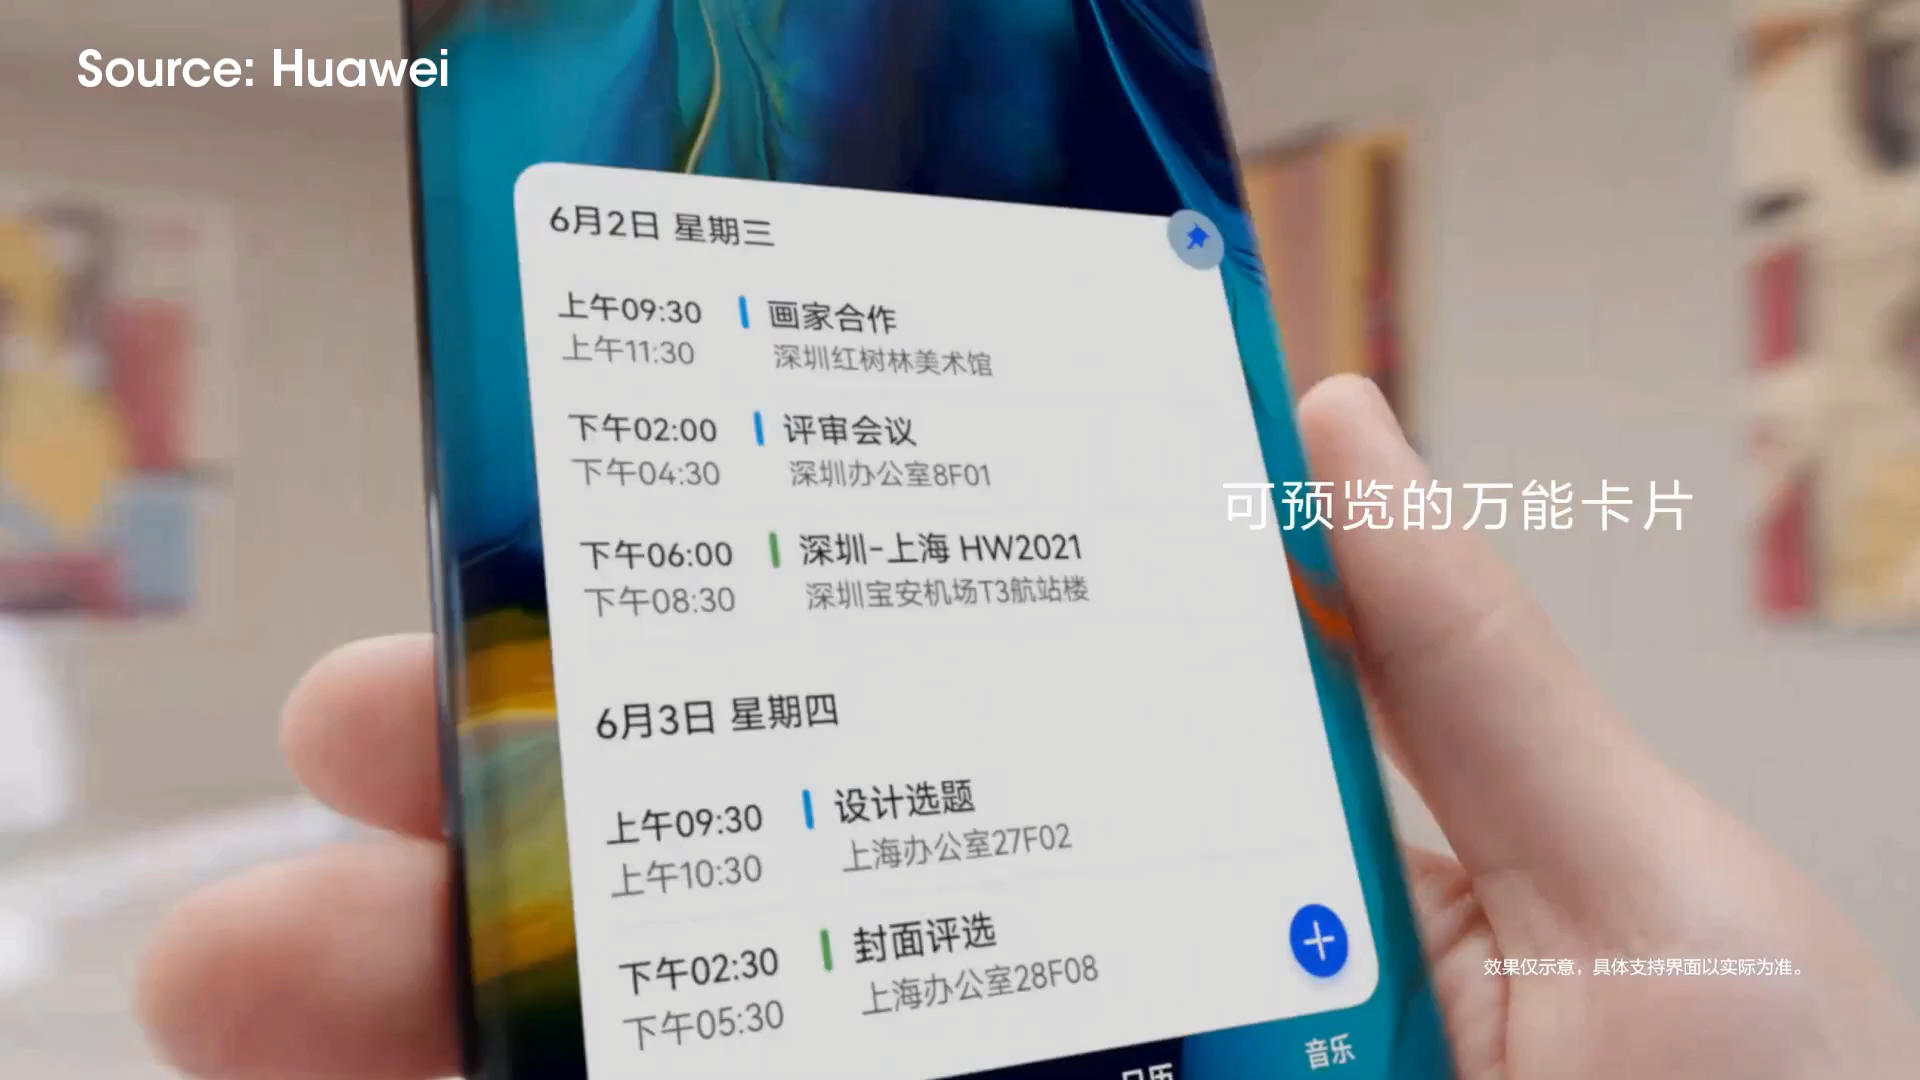 Source: Huawei
6月2日 星期三
上午09:30 画家合作
上午11:30 深圳红树林美术馆
下午02:00 评审会议
下午04:30 深圳办公室8F01
下午06:00 深圳-上海 HW2021
下午08:30 深圳宝安机场T3航站楼
6月3日 星期四
上午09:30 设计选题
上午10:30 上海办公室27F02
下午02:30 封面评选
下午05:30 上海办公室28F08
可预览的万能卡片
效果仅示意，具体支持界面以实际为准。
日历 音乐